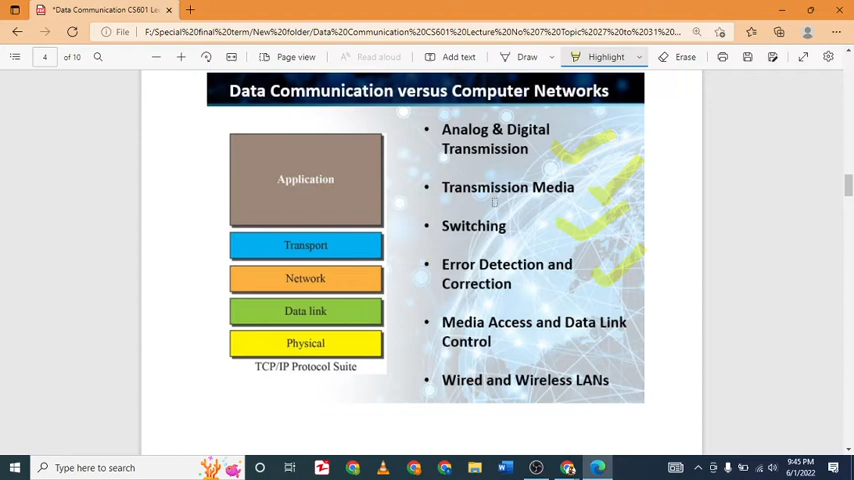 *Data Communication CS601 Le
File
F:/Special%20final%20term/New%20folder/Data%20Communication%20CS601%20Lecture%20No%207%20Topic%2027%20to%2031%20...
4
of 10
Page view
Read aloud
Add text
Draw
Highlight
Erase
Data Communication versus Computer Networks
Application
Transport
Network
Data link
Physical
TCP/IP Protocol Suite
• Analog & Digital
Transmission
• Transmission Media
• Switching
• Error Detection and
Correction
• Media Access and Data Link
Control
• Wired and Wireless LANs
Type here to search
9:45 PM
6/1/2022